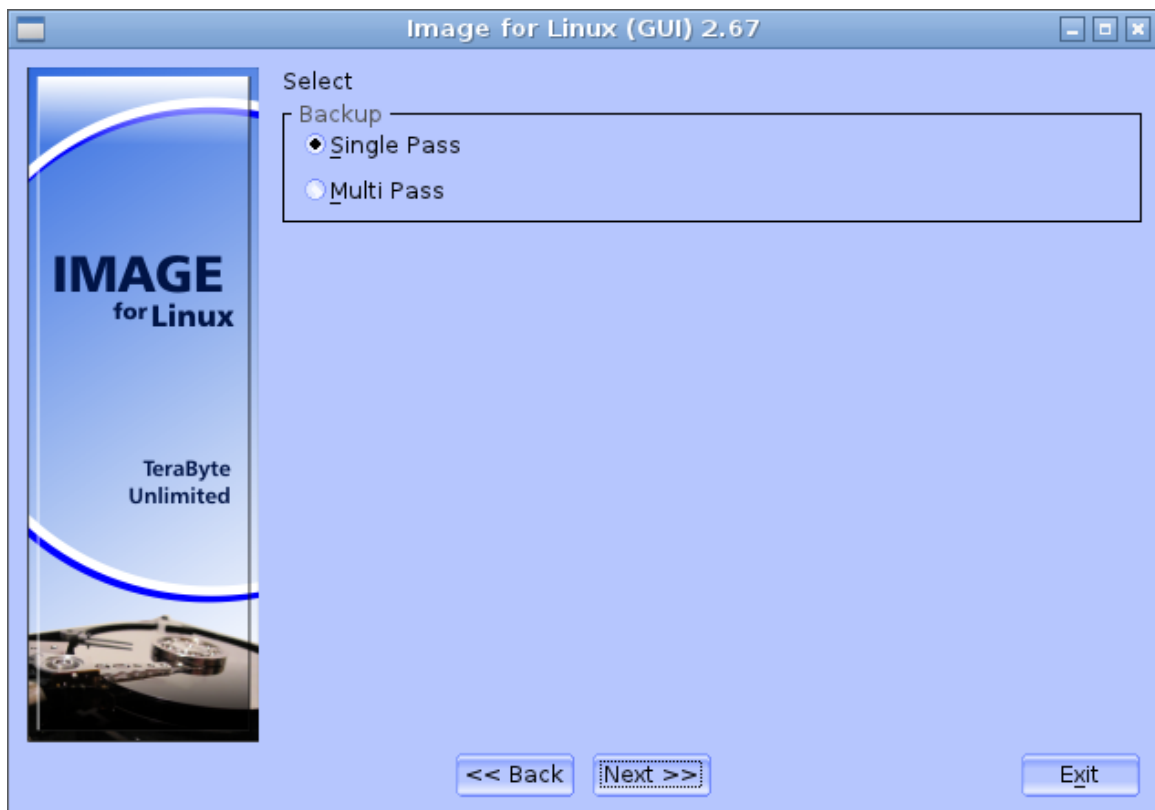 Image for Linux (GUI) 2.67
Select
Backup
Single Pass
Multi Pass
IMAGE
for Linux
TeraByte
Unlimited
<< Back
Next >>
Exit